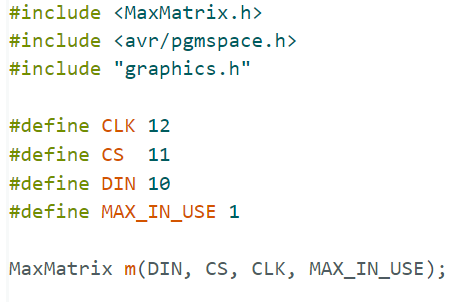 #include <MaxMatrix.h>
#include <avr/pgmspace.h>
#include "graphics.h"
#define CLK 12
#define CS  11
#define DIN 10
#define MAX_IN_USE 1
MaxMatrix m(DIN, CS, CLK, MAX_IN_USE);